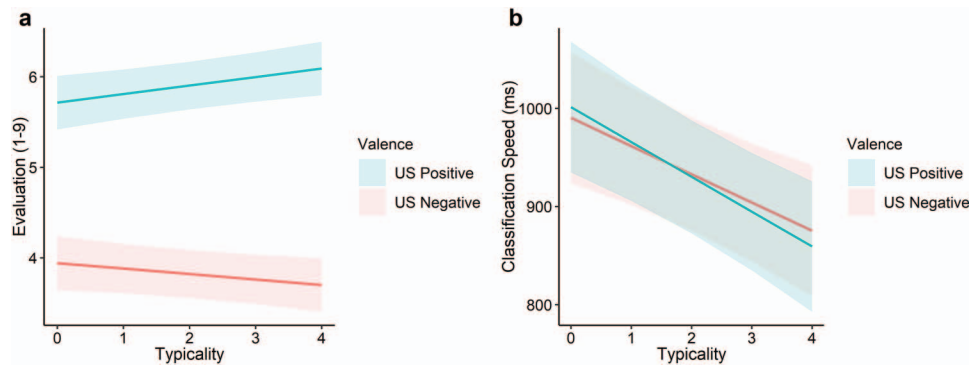 a
Evaluation (1-9)
6
5
4
0 1 2 3 4
Typicality
Valence
US Positive
US Negative
b
Classification Speed (ms)
1000
900
800
0 1 2 3 4
Typicality
Valence
US Positive
US Negative